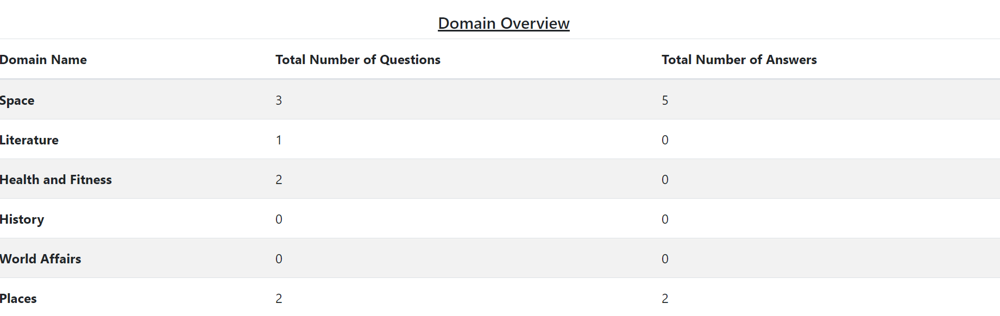 Domain Overview
Domain Name Total Number of Questions Total Number of Answers
Space 3 5
Literature 1 0
Health and Fitness 2 0
History 0 0
World Affairs 0 0
Places 2 2